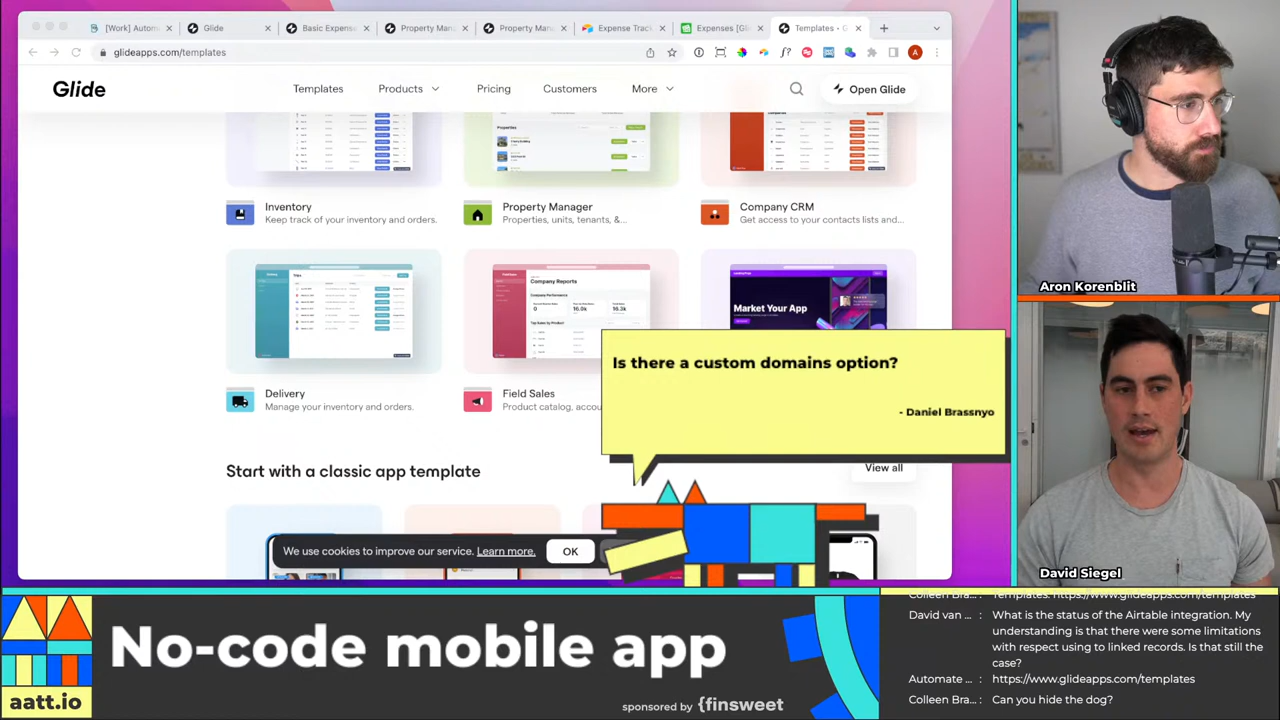 [Work] Autom
Glide
Basic Expense
Property Man
Property Mana
Expense Track
Expenses [Gli
Templates • G
glideapps.com/templates
A
Glide
Templates
Products
Pricing
Customers
More
Open Glide
Inventory
Keep track of your inventory and orders.
Property Manager
Properties, units, tenants, &...
Company CRM
Get access to your contacts lists and...
Company Reports
Market Your App
Delivery
Manage your inventory and orders.
Field Sales
Product catalog, accou
Is there a custom domains option?
- Daniel Brassnyo
Start with a classic app template
View all
We use cookies to improve our service. Learn more.
OK
Aron Korenblit
David Siegel
No-code mobile app
aatt.io
sponsored by {finsweet
Colleen Bra... : Templates: https://www.glideapps.com/templates
David van ... : What is the status of the Airtable integration. My
understanding is that there were some limitations
with respect using to linked records. Is that still the
case?
Automate ... : https://www.glideapps.com/templates
Colleen Bra... : Can you hide the dog?